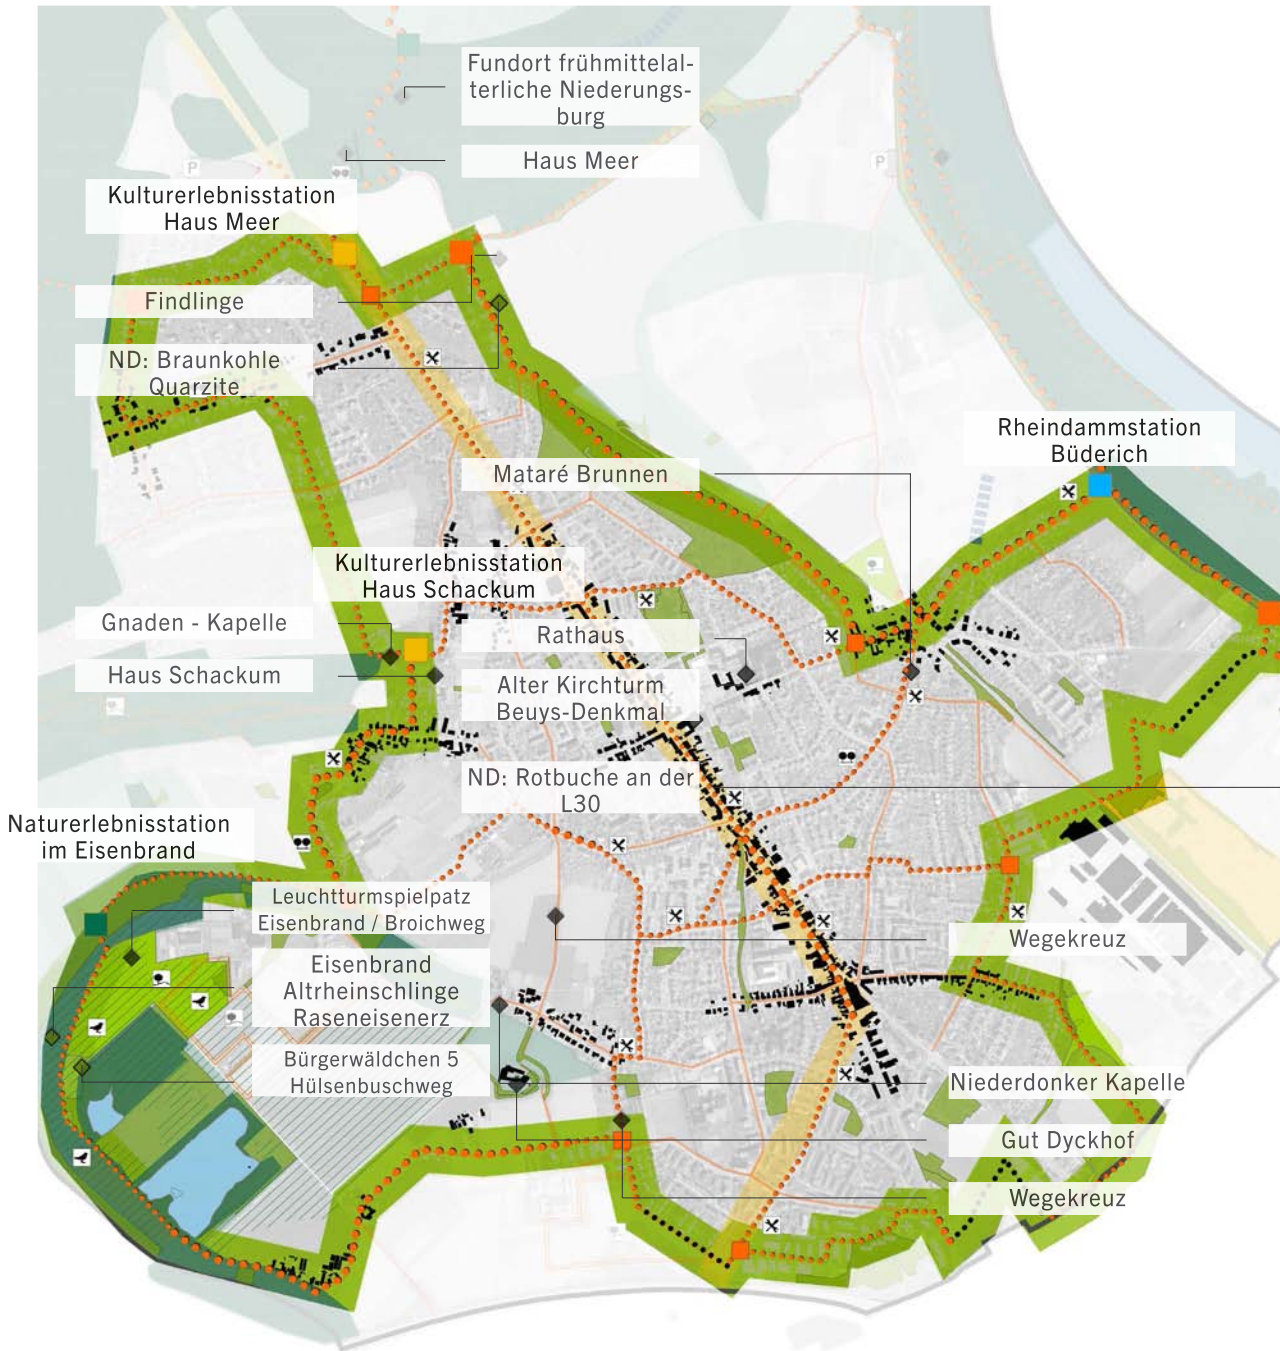 Fundort frühmittelal-
terliche Niederungs-
burg
Haus Meer
P
P
Kulturerlebnisstation
Haus Meer
Findlinge
ND: Braunkohle
Quarzite
Rheindammstation
Büderich
Mataré Brunnen
Kulturerlebnisstation
Haus Schackum
Gnaden - Kapelle
Rathaus
Haus Schackum
Alter Kirchturm
Beuys-Denkmal
ND: Rotbuche an der
L30
Naturerlebnisstation
im Eisenbrand
Leuchtturmspielpatz
Eisenbrand / Broichweg
Wegekreuz
Eisenbrand
Altrheinschlinge
Raseneisenerz
Bürgerwäldchen 5
Hülsenbuschweg
Niederdonker Kapelle
Gut Dyckhof
Wegekreuz